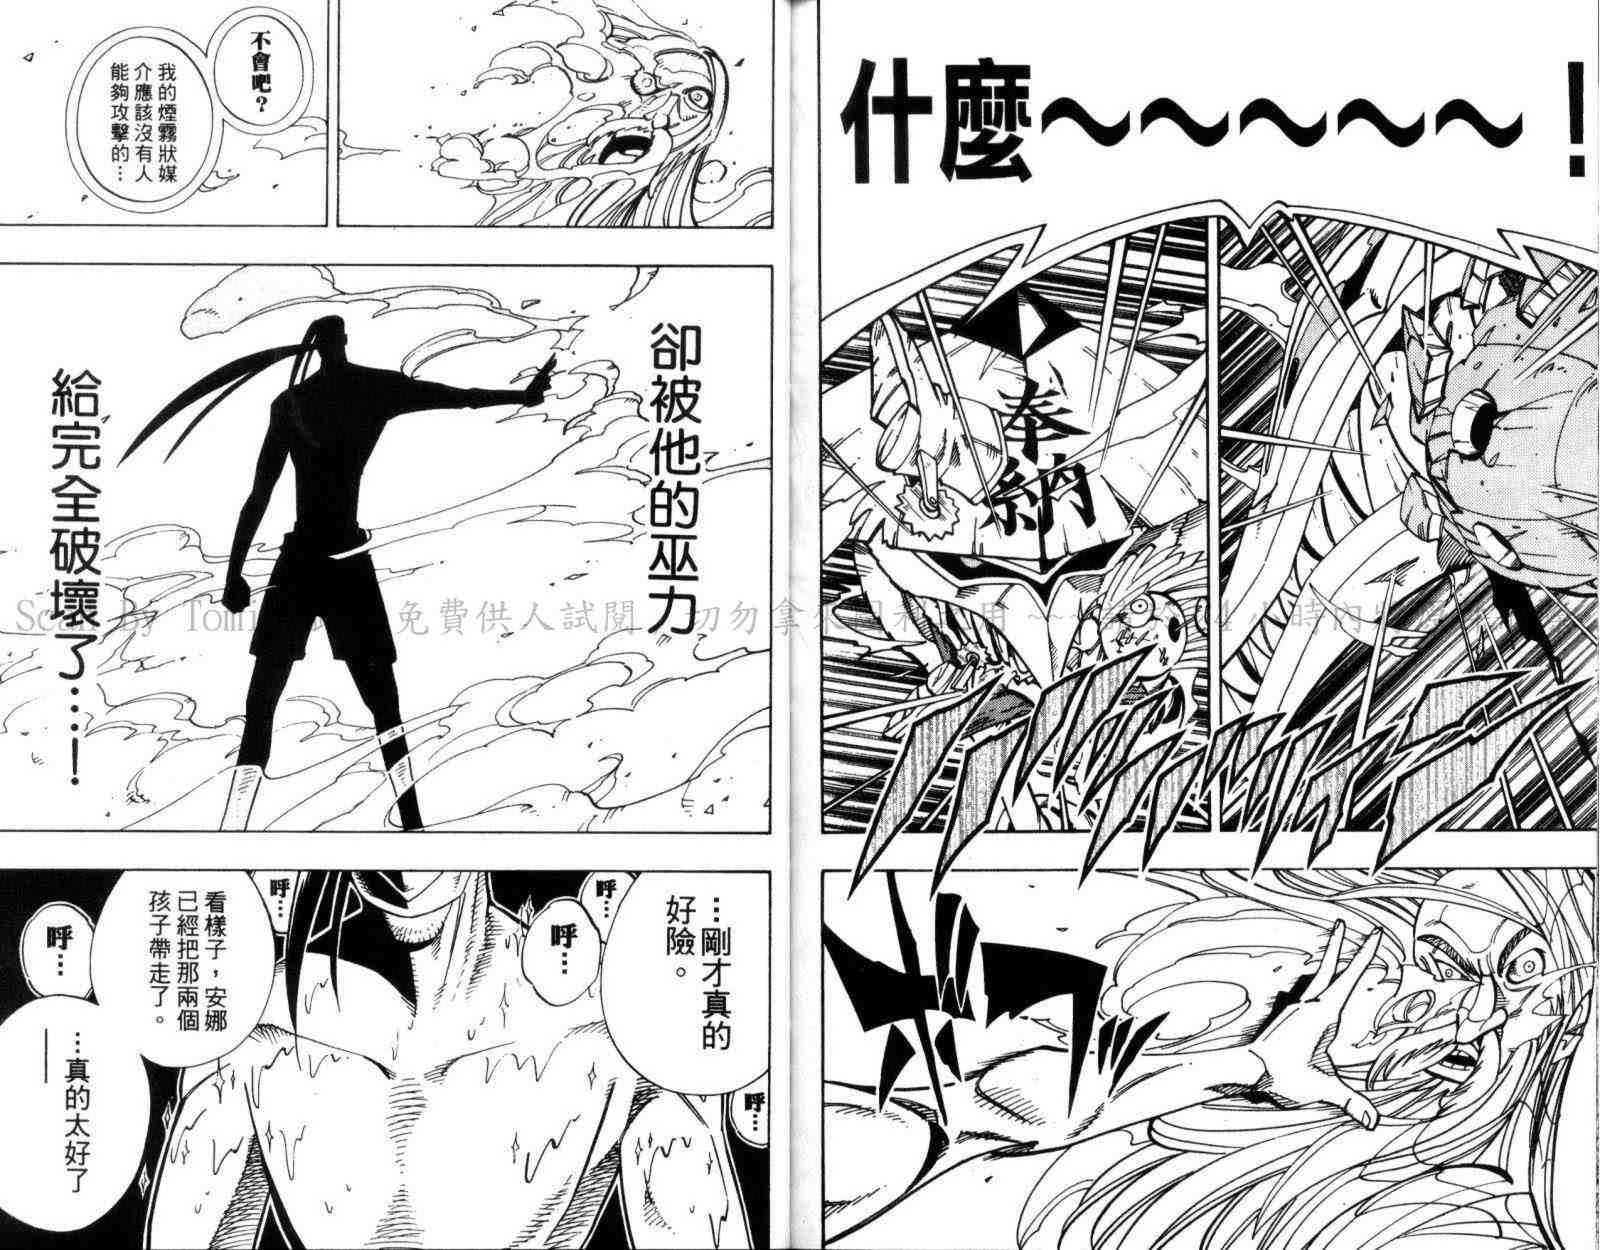 什麼~~~~~!
奉納
不會吧?
我的煙霧狀媒
介應該沒有人
能夠攻擊的…
卻被他的巫力
給完全破壞了…!
…剛才真的
好險。
呼…
呼…
呼…
呼…
呼…
看樣子，安娜
已經把那兩個
孩子帶走了。
…真的太好了
——